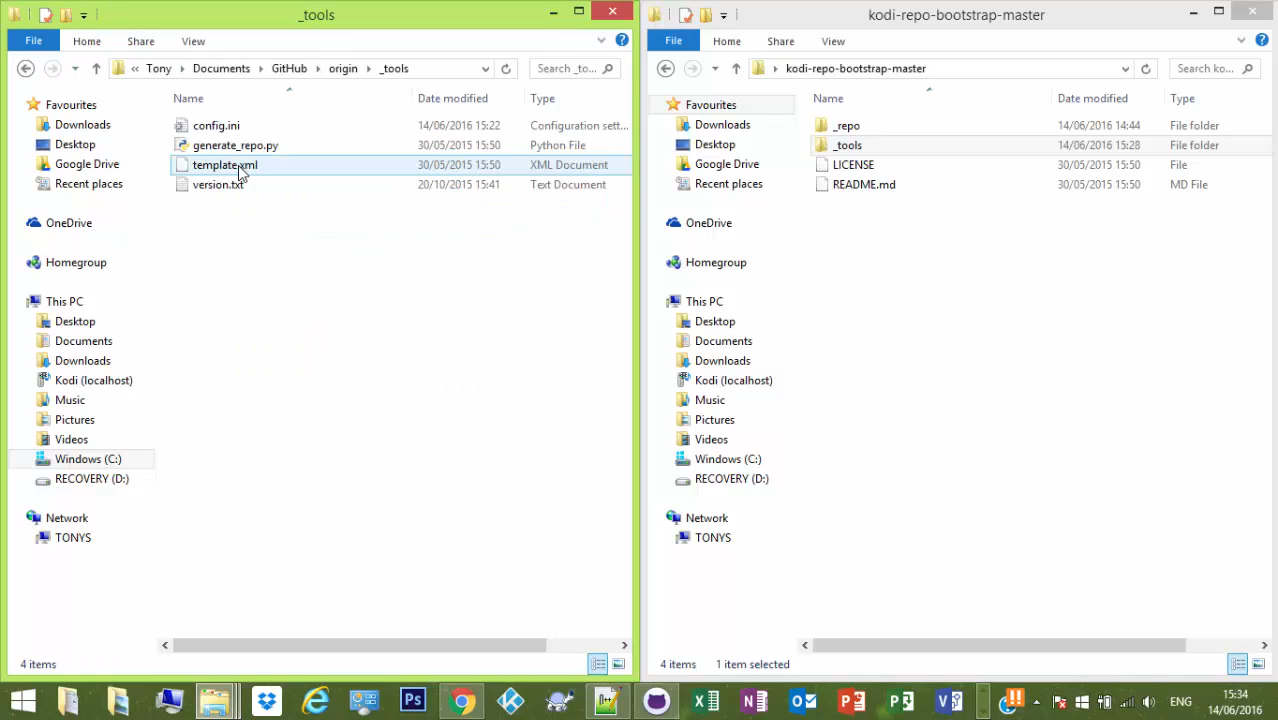 _tools
File Home Share View
Tony Documents GitHub origin _tools Search _to...
Favourites
Downloads
Desktop
Google Drive
Recent places
OneDrive
Homegroup
This PC
Desktop
Documents
Downloads
Kodi (localhost)
Music
Pictures
Videos
Windows (C:)
RECOVERY (D:)
Network
TONYS
Name Date modified Type
config.ini 14/06/2016 15:22 Configuration sett...
generate_repo.py 30/05/2015 15:50 Python File
template.xml 30/05/2015 15:50 XML Document
version.txt 20/10/2015 15:41 Text Document
4 items
kodi-repo-bootstrap-master
File Home Share View
kodi-repo-bootstrap-master Search ko...
Favourites
Downloads
Desktop
Google Drive
Recent places
OneDrive
Homegroup
This PC
Desktop
Documents
Downloads
Kodi (localhost)
Music
Pictures
Videos
Windows (C:)
RECOVERY (D:)
Network
TONYS
Name Date modified Type
_repo 14/06/2016 14:44 File folder
_tools 14/06/2016 15:28 File folder
LICENSE 30/05/2015 15:50 File
README.md 30/05/2015 15:50 MD File
4 items 1 item selected
Ps
ENG
15:34
14/06/2016